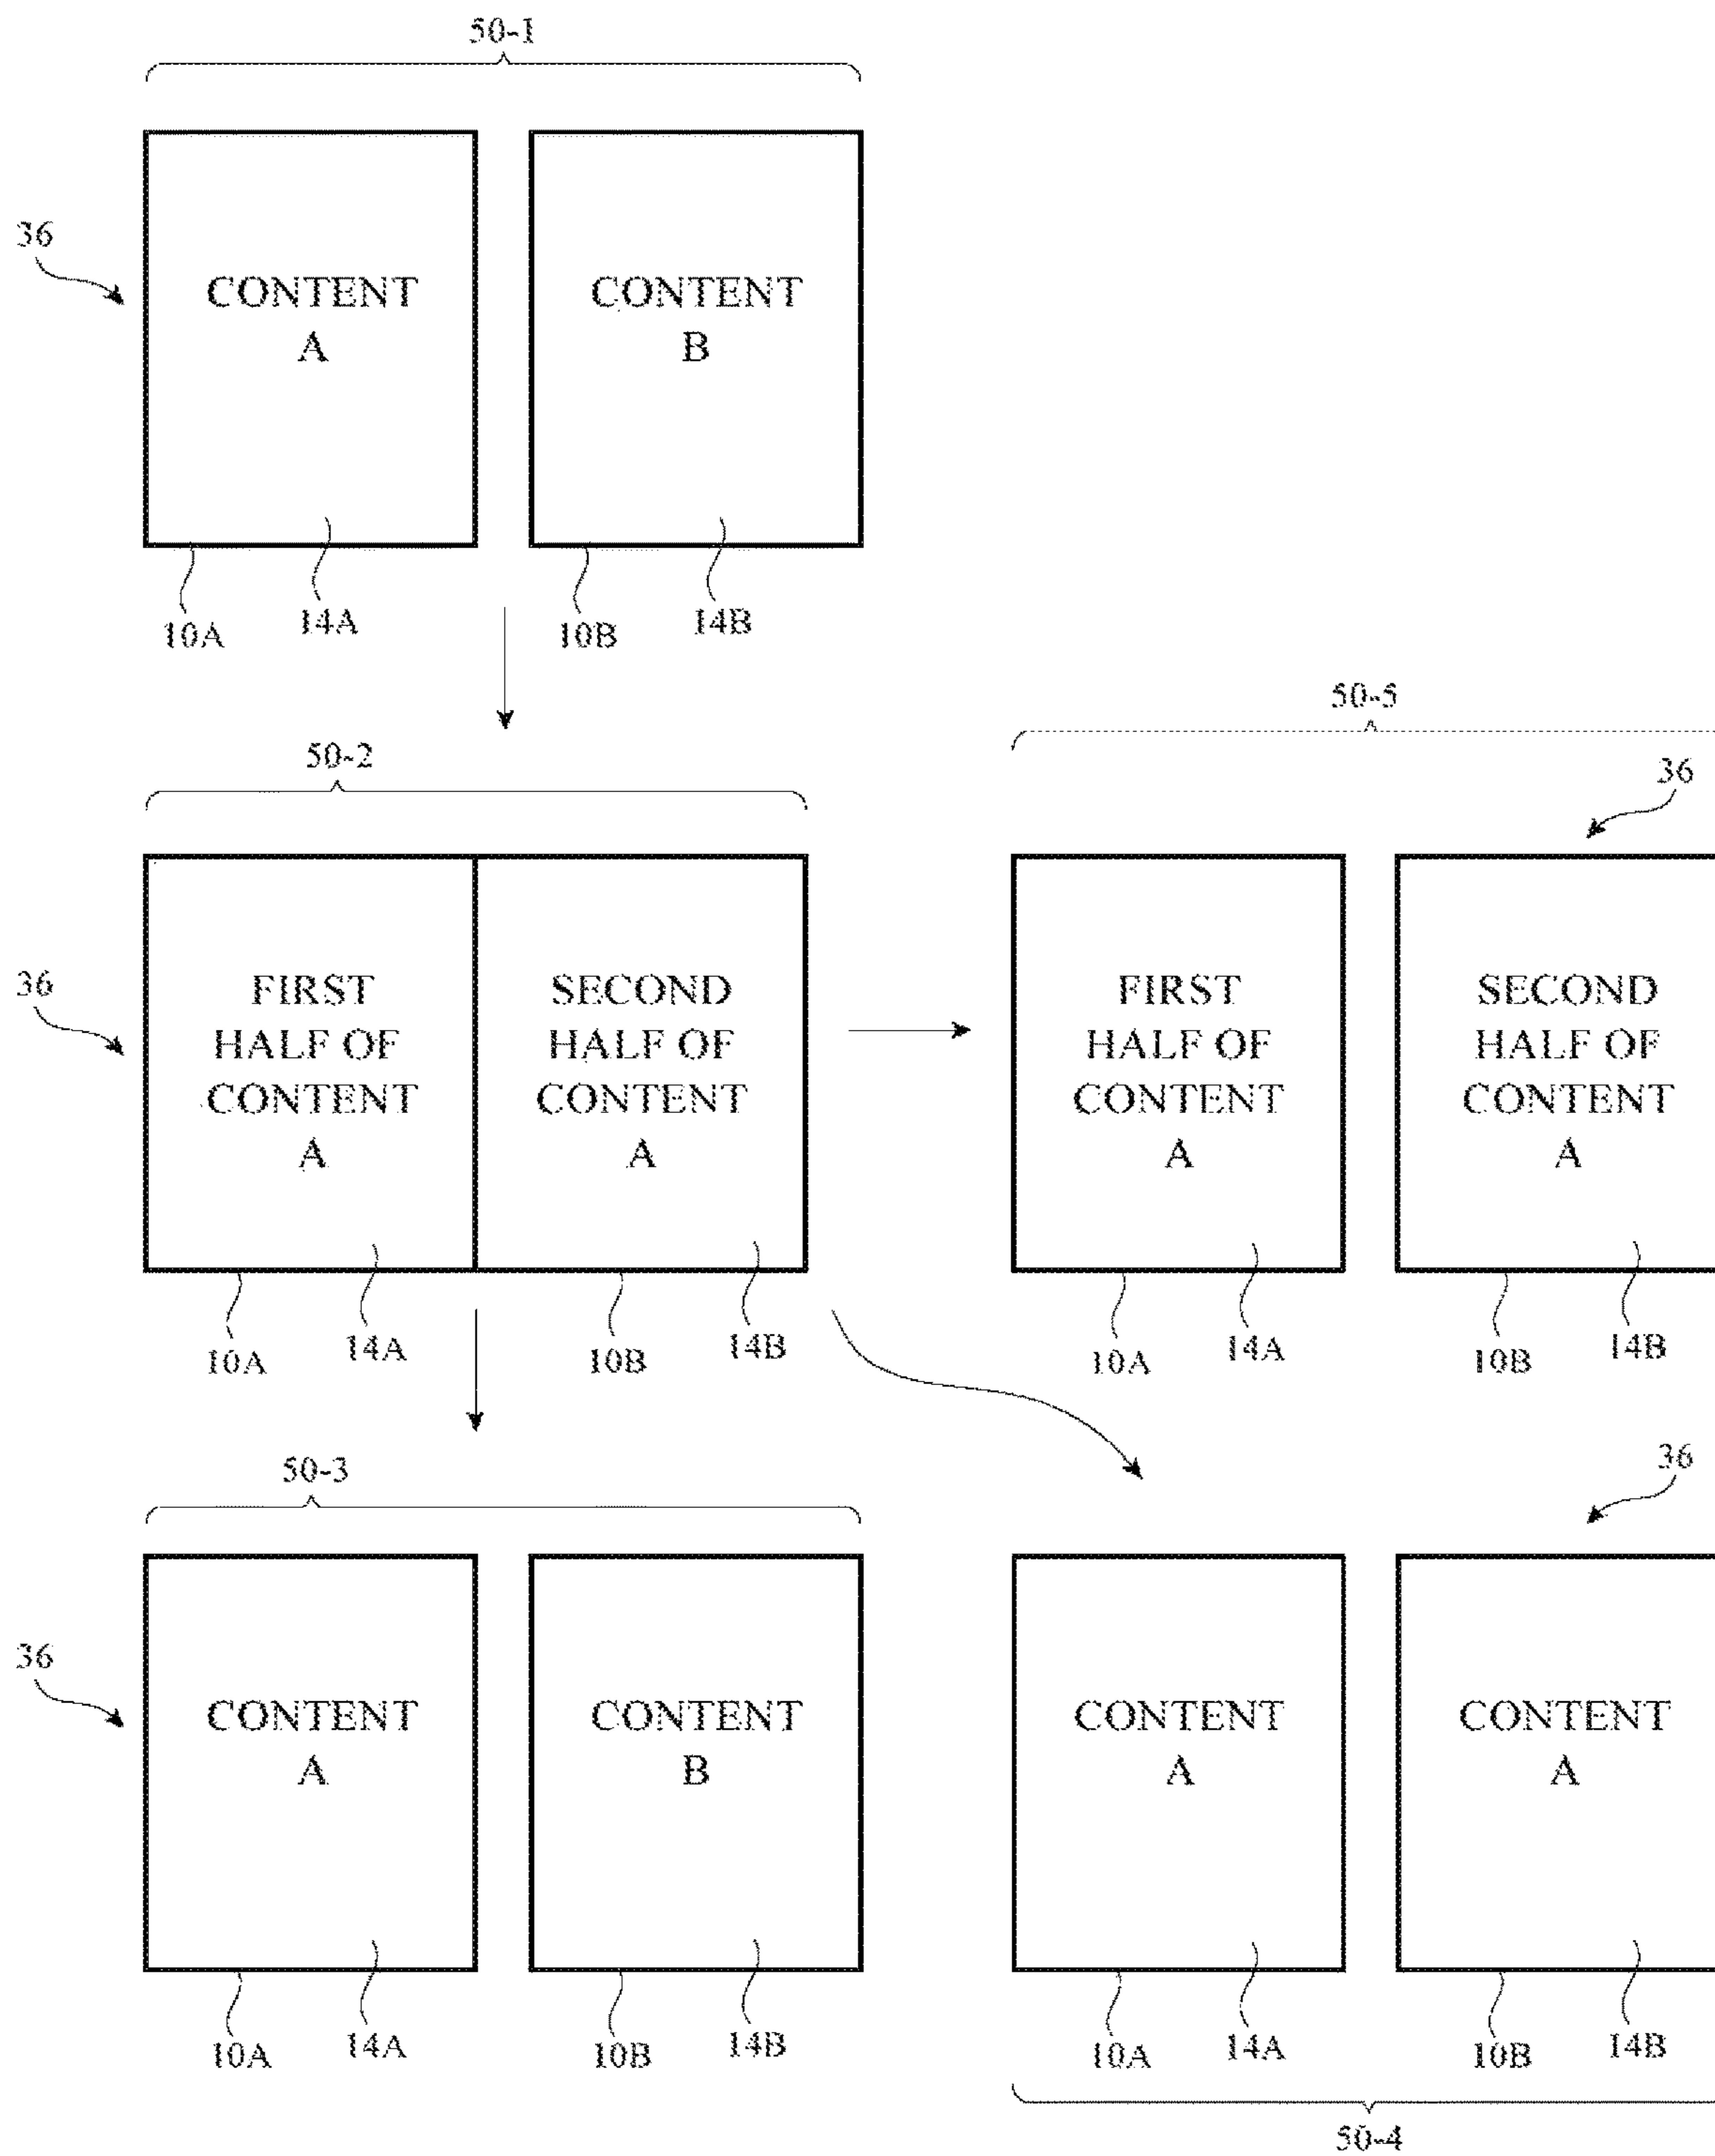 50-1
36
CONTENT
A
CONTENT
B
10A
14A
10B
14B
50-2
36
FIRST
HALF OF
CONTENT
A
SECOND
HALF OF
CONTENT
A
10A
14A
10B
14B
50-5
36
FIRST
HALF OF
CONTENT
A
SECOND
HALF OF
CONTENT
A
10A
14A
10B
14B
50-3
36
CONTENT
A
CONTENT
B
10A
14A
10B
14B
36
CONTENT
A
CONTENT
A
10A
14A
10B
14B
50-4